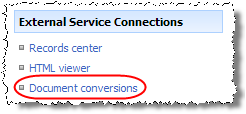 External Service Connections
Records center
HTML viewer
Document conversions